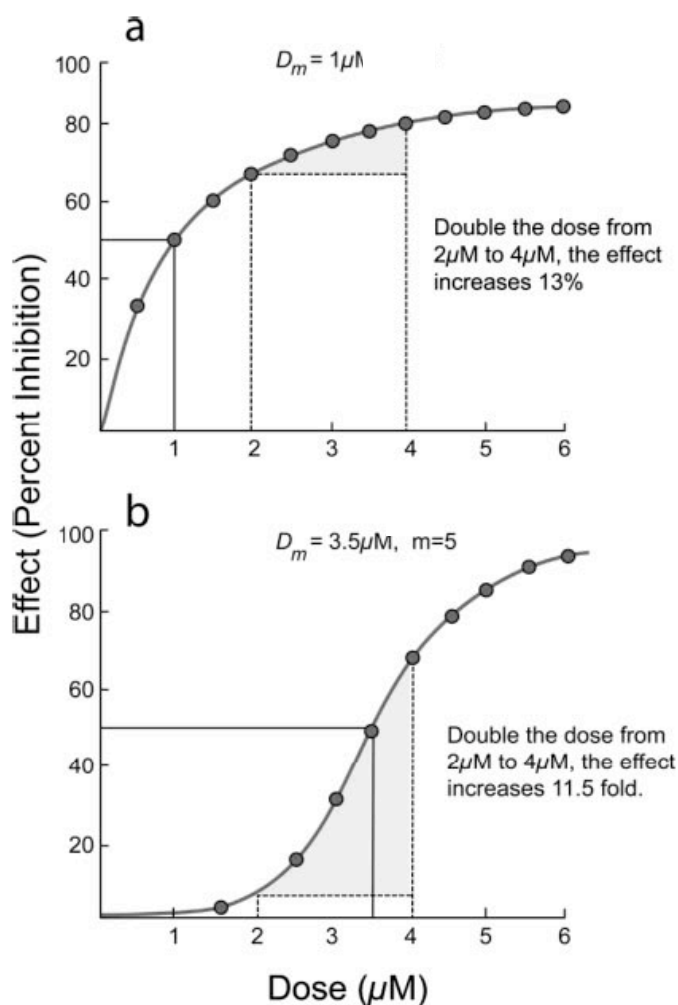 a
D_m = 1µM
100
80
60
40
20
1 2 3 4 5 6
Double the dose from
2µM to 4µM, the effect
increases 13%
Effect (Percent Inhibition)
b
D_m = 3.5µM, m=5
100
80
60
40
20
1 2 3 4 5 6
Double the dose from
2µM to 4µM, the effect
increases 11.5 fold.
Dose (µM)